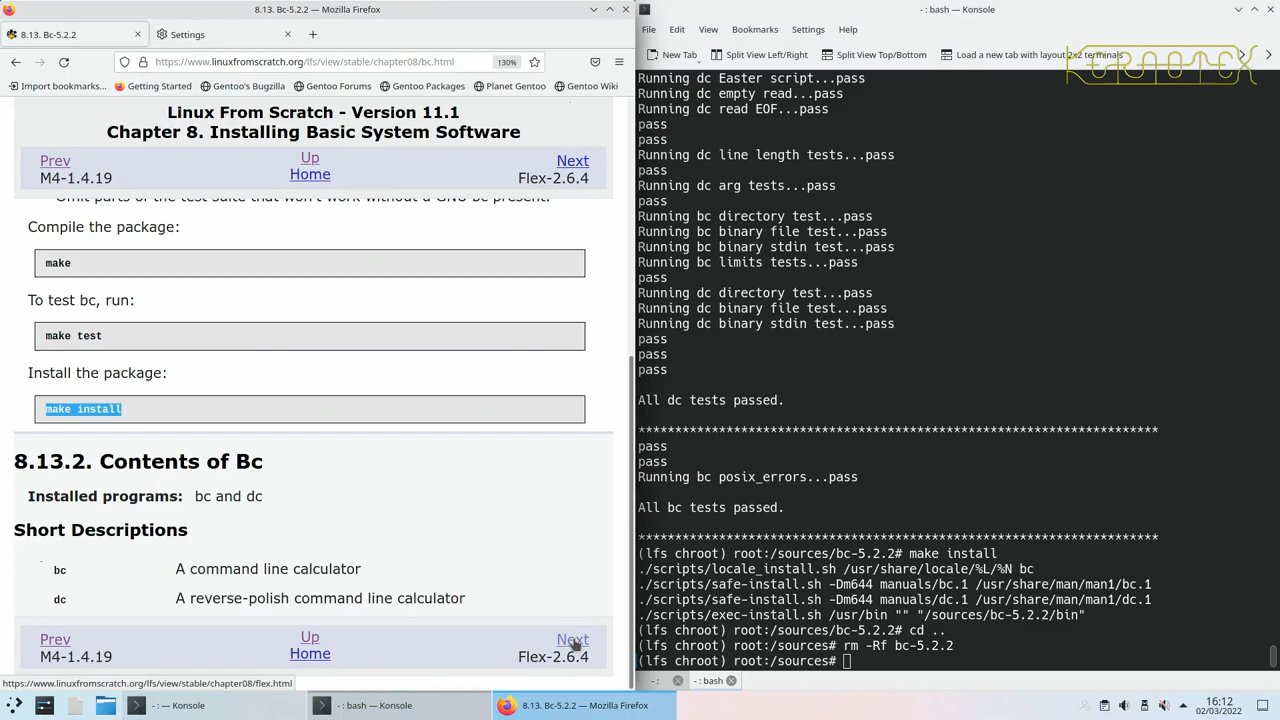 8.13. Bc-5.2.2 — Mozilla Firefox
8.13. Bc-5.2.2
Settings
https://www.linuxfromscratch.org/lfs/view/stable/chapter08/bc.html
130%
Import bookmarks...
Getting Started
Gentoo's Bugzilla
Gentoo Forums
Gentoo Packages
Planet Gentoo
Gentoo Wiki
Linux From Scratch - Version 11.1
Chapter 8. Installing Basic System Software
Prev
Up
Next
M4-1.4.19
Home
Flex-2.6.4
Omit parts of the test suite that won't work without a GNU bc present.
Compile the package:
make
To test bc, run:
make test
Install the package:
make install
8.13.2. Contents of Bc
Installed programs: bc and dc
Short Descriptions
bc A command line calculator
dc A reverse-polish command line calculator
Prev
Up
Next
M4-1.4.19
Home
Flex-2.6.4
https://www.linuxfromscratch.org/lfs/view/stable/chapter08/flex.html
- : bash — Konsole
File Edit View Bookmarks Settings Help
New Tab
Split View Left/Right
Split View Top/Bottom
Load a new tab with layout 2x2 terminals
KERNOTEX
Running dc Easter script...pass
Running dc empty read...pass
Running dc read EOF...pass
pass
pass
Running dc line length tests...pass
pass
Running dc arg tests...pass
pass
Running bc directory test...pass
Running bc binary file test...pass
Running bc binary stdin test...pass
Running bc limits tests...pass
pass
Running dc directory test...pass
Running dc binary file test...pass
Running dc binary stdin test...pass
pass
pass
pass
All dc tests passed.
***********************************************************************
pass
pass
Running bc posix_errors...pass
All bc tests passed.
***********************************************************************
(lfs chroot) root:/sources/bc-5.2.2# make install
./scripts/locale_install.sh /usr/share/locale/%L/%N bc
./scripts/safe-install.sh -Dm644 manuals/bc.1 /usr/share/man/man1/bc.1
./scripts/safe-install.sh -Dm644 manuals/dc.1 /usr/share/man/man1/dc.1
./scripts/exec-install.sh /usr/bin "" "/sources/bc-5.2.2/bin"
(lfs chroot) root:/sources/bc-5.2.2# cd ..
(lfs chroot) root:/sources# rm -Rf bc-5.2.2
(lfs chroot) root:/sources#
- :
- : bash
- : — Konsole
- : bash — Konsole
8.13. Bc-5.2.2 — Mozilla Firefox
16:12
02/03/2022